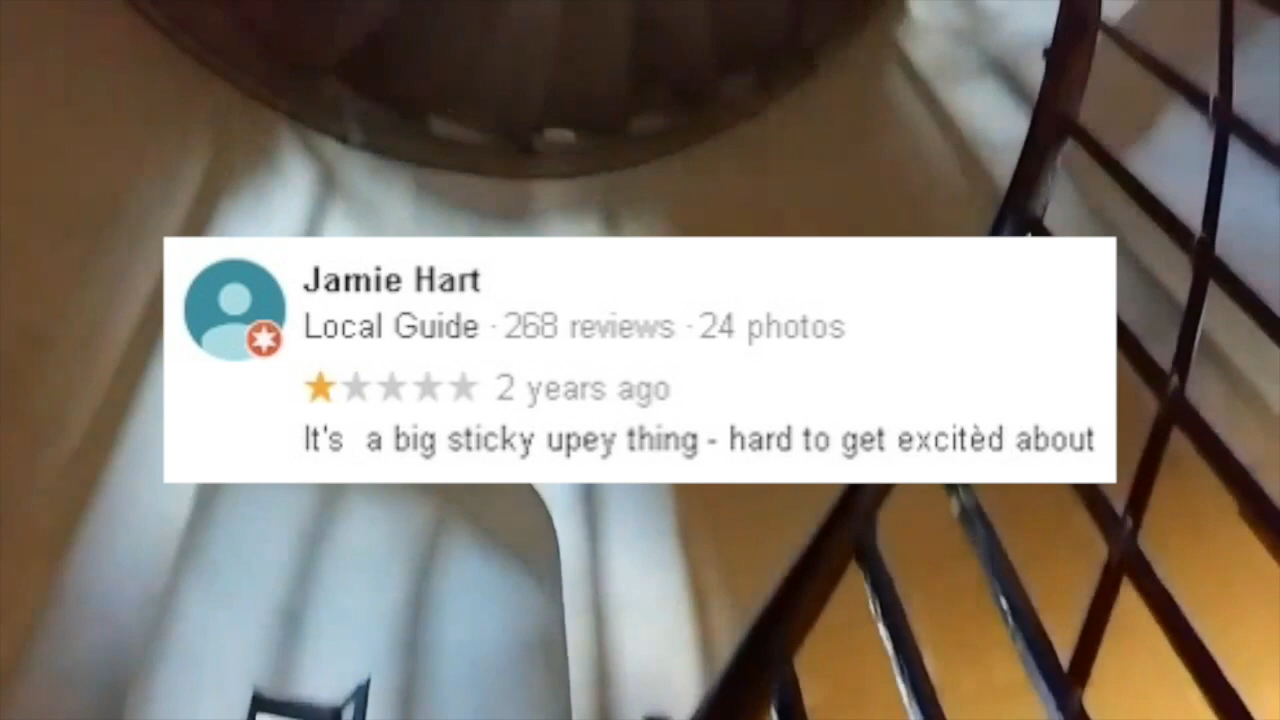 Jamie Hart
Local Guide · 268 reviews · 24 photos
2 years ago
It's a big sticky upey thing - hard to get excitèd about